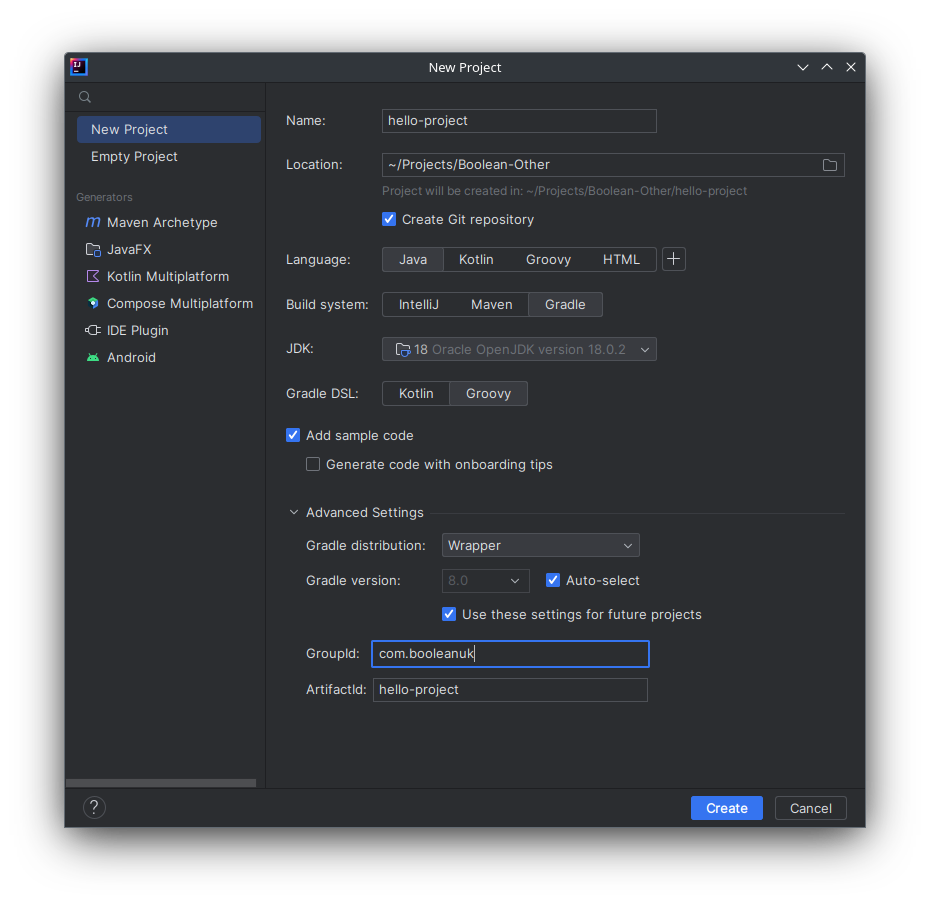 New Project
New Project
Empty Project
Generators
Maven Archetype
JavaFX
Kotlin Multiplatform
Compose Multiplatform
IDE Plugin
Android
Name: hello-project
Location: ~/Projects/Boolean-Other
Project will be created in: ~/Projects/Boolean-Other/hello-project
Create Git repository
Language: Java Kotlin Groovy HTML
Build system: IntelliJ Maven Gradle
JDK: 18 Oracle OpenJDK version 18.0.2
Gradle DSL: Kotlin Groovy
Add sample code
Generate code with onboarding tips
Advanced Settings
Gradle distribution: Wrapper
Gradle version: 8.0 Auto-select
Use these settings for future projects
GroupId: com.booleanuk
ArtifactId: hello-project
? Create Cancel